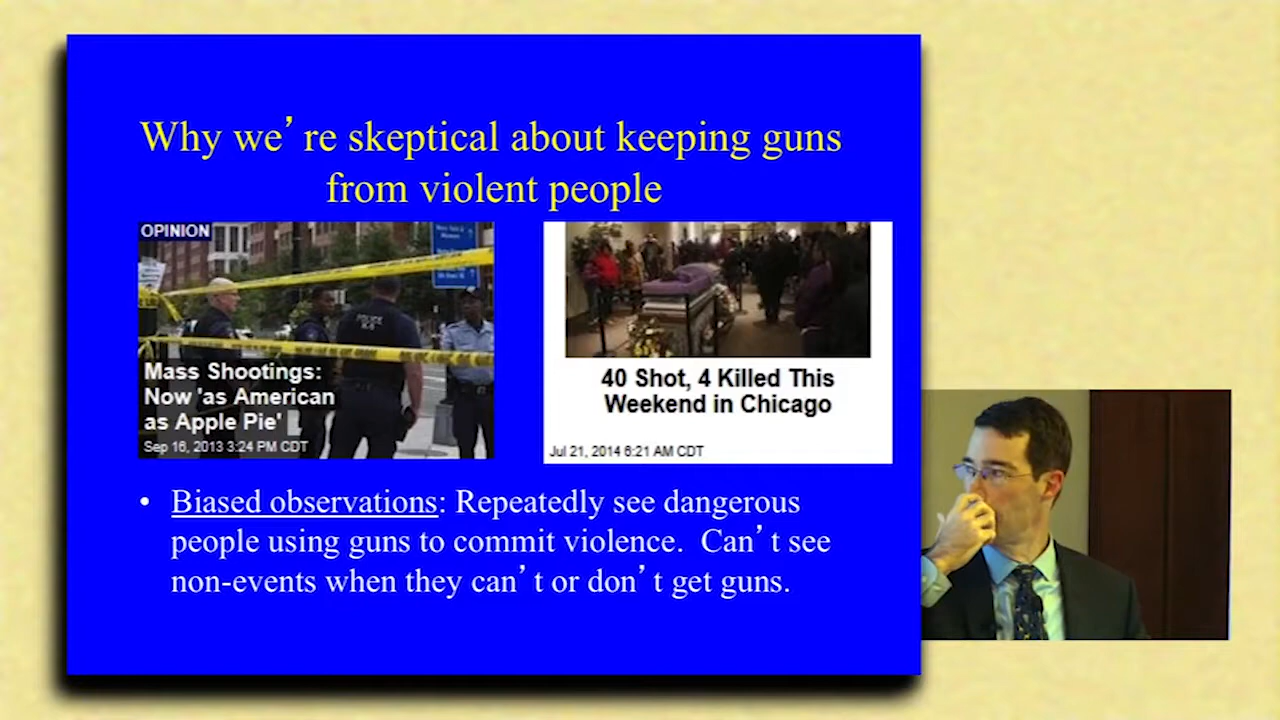 Why we’re skeptical about keeping guns
from violent people
OPINION
Mass Shootings:
Now 'as American
as Apple Pie'
Sep 16, 2013 3:24 PM CDT
POLICE
K-9
40 Shot, 4 Killed This
Weekend in Chicago
Jul 21, 2014 6:21 AM CDT
• Biased observations: Repeatedly see dangerous
people using guns to commit violence. Can’t see
non-events when they can’t or don’t get guns.